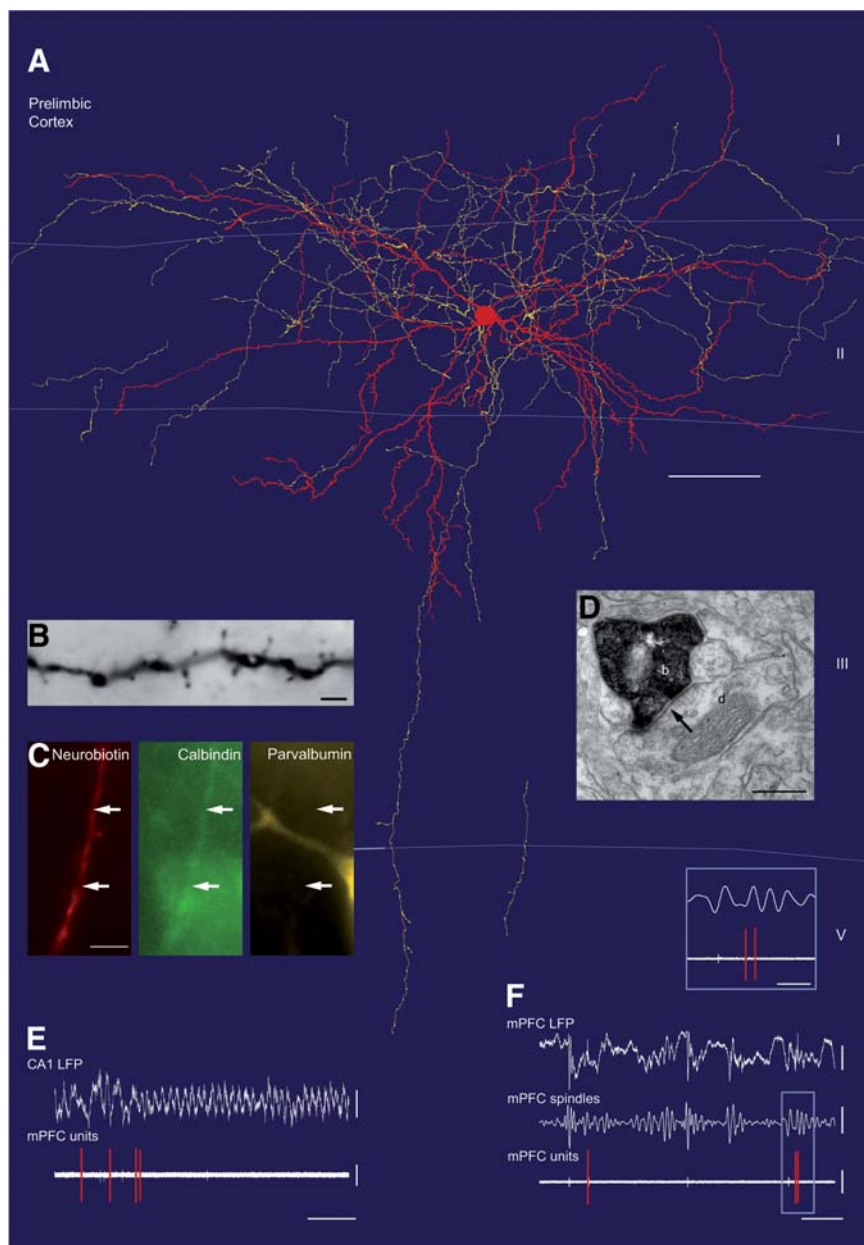 A
Prelimbic
Cortex
I
II
B
D
b
d
III
C
Neurobiotin
Calbindin
Parvalbumin
V
E
CA1 LFP
mPFC units
F
mPFC LFP
mPFC spindles
mPFC units